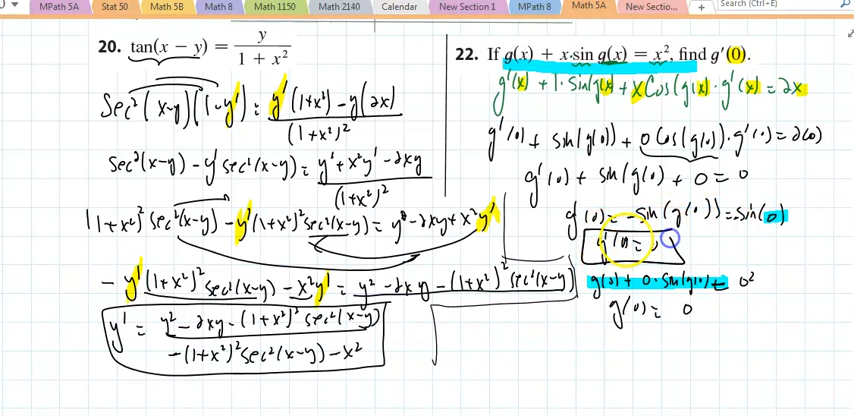 MPath 5A Stat 50 Math 5B Math 8 Math 1150 Math 2140 Calendar New Section 1 MPath 8 Math 5A New Sectio... + Search (Ctrl+E)
20. tan(x − y) = y / (1 + x²)
sec²(x−y)(1−y') = (y'(1+x²) − y(2x)) / (1+x²)²
sec²(x−y) − y' sec²(x−y) = (y' + x²y' − 2xy) / (1+x²)²
(1+x²)² sec²(x−y) − y'(1+x²)² sec²(x−y) = y² − 2xy + x²y'
− y'(1+x²)² sec²(x−y) − x²y' = y² − 2xy − (1+x²)² sec²(x−y)
y' = (y² − 2xy − (1+x²)² sec²(x−y)) / (−(1+x²)² sec²(x−y) − x²)
22. If g(x) + x·sin g(x) = x², find g'(0).
g'(x) + 1·sin(g(x) + x cos(g(x)·g'(x) = 2x
g'(0) + sin(g(0)) + 0 cos(g(0))·g'(0) = 2(0)
g'(0) + sin(g(0) + 0 = 0
g'(0) = −sin(g(0)) = sin(0)
g'(0) = 0
g(0) + 0·sin(g(0) = 0²
g(0) = 0